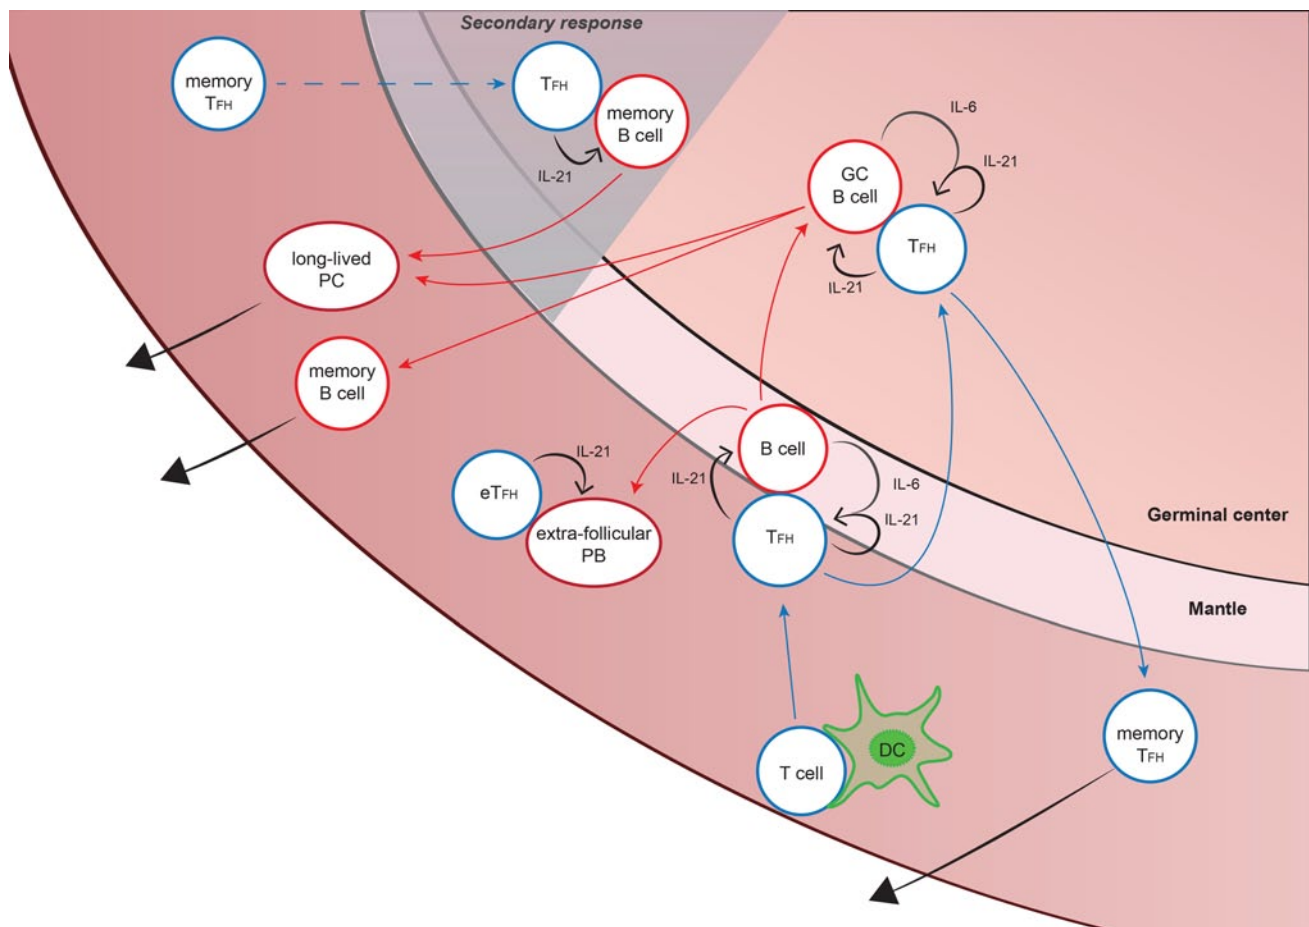 Secondary response
memory
TFH
TFH
memory
B cell
IL-21
IL-6
IL-21
GC
B cell
TFH
IL-21
long-lived
PC
memory
B cell
B cell
IL-21
IL-21
IL-6
eTFH
IL-21
extra-follicular
PB
TFH
Germinal center
Mantle
memory
TFH
T cell
DC